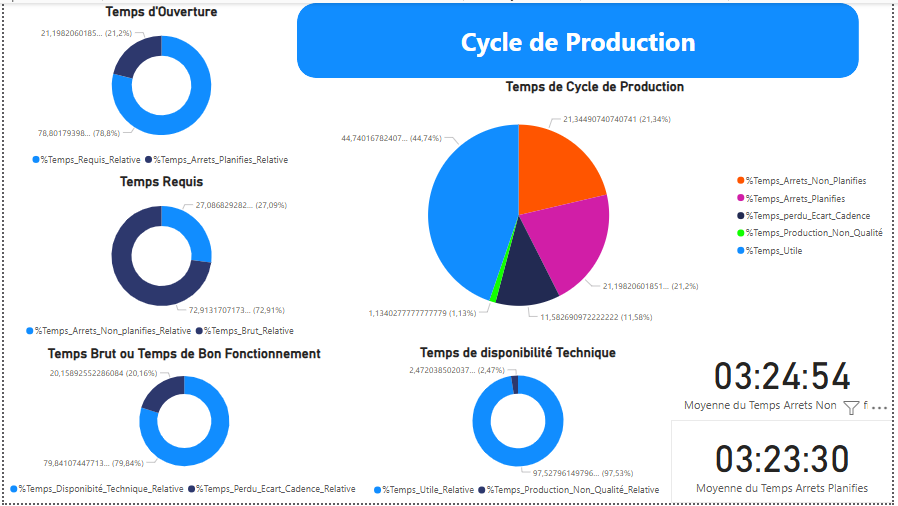 Cycle de Production
Temps d'Ouverture
21,1982060185... (21,2%)
78,80179398... (78,8%)
%Temps_Requis_Relative %Temps_Arrets_Planifies_Relative
Temps Requis
27,086829282... (27,09%)
72,9131707173... (72,91%)
%Temps_Arrets_Non_planifies_Relative %Temps_Brut_Relative
Temps de Cycle de Production
44,74016782407... (44,74%)
21,34490740740741 (21,34%)
21,19820601851... (21,2%)
11,582690972222222 (11,58%)
1,1340277777777779 (1,13%)
%Temps_Arrets_Non_Planifies
%Temps_Arrets_Planifies
%Temps_perdu_Ecart_Cadence
%Temps_Production_Non_Qualité
%Temps_Utile
Temps Brut ou Temps de Bon Fonctionnement
20,15892552286084 (20,16%)
79,84107447713... (79,84%)
%Temps_Disponibité_Technique_Relative %Temps_Perdu_Ecart_Cadence_Relative
Temps de disponibilité Technique
2,472038502037... (2,47%)
97,52796149796... (97,53%)
%Temps_Utile_Relative %Temps_Production_Non_Qualité_Relative
03:24:54
Moyenne du Temps Arrets Non
03:23:30
Moyenne du Temps Arrets Planifies